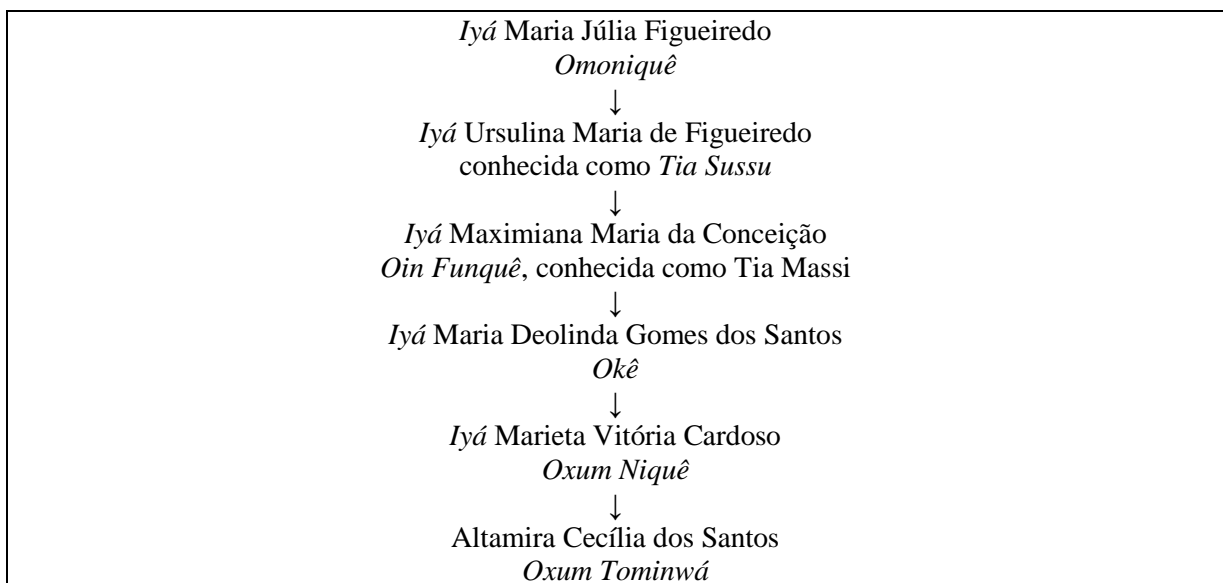 Iyá Maria Júlia Figueiredo
Omoniquê
↓
Iyá Ursulina Maria de Figueiredo
conhecida como Tia Sussu
↓
Iyá Maximiana Maria da Conceição
Oin Funquê, conhecida como Tia Massi
↓
Iyá Maria Deolinda Gomes dos Santos
Okê
↓
Iyá Marieta Vitória Cardoso
Oxum Niquê
↓
Altamira Cecília dos Santos
Oxum Tominwá